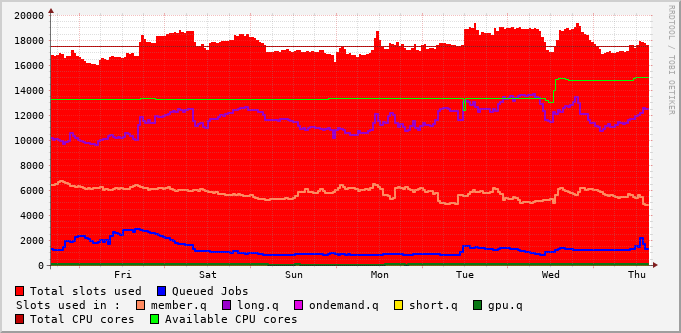 20000
18000
16000
14000
12000
10000
8000
6000
4000
2000
0
Fri Sat Sun Mon Tue Wed Thu
RRDTOOL / TOBI OETIKER
Total slots used Queued Jobs
Slots used in : member.q long.q ondemand.q short.q gpu.q
Total CPU cores Available CPU cores